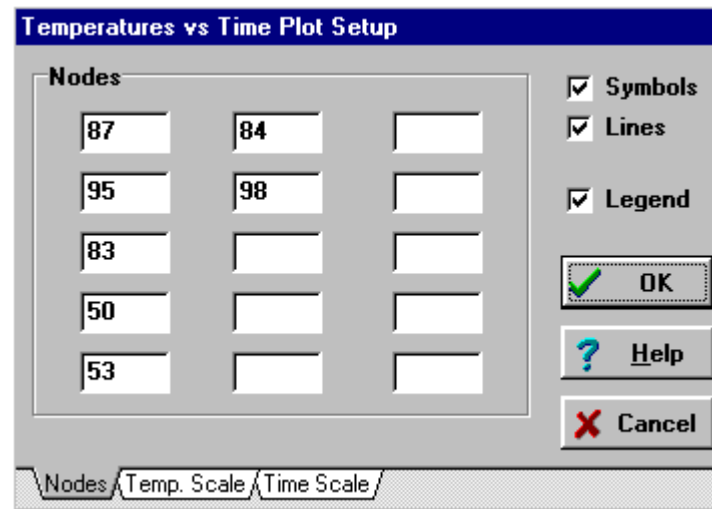 Temperatures vs Time Plot Setup
Nodes
87 84
95 98
83
50
53
Symbols
Lines
Legend
OK
Help
Cancel
Nodes Temp. Scale Time Scale